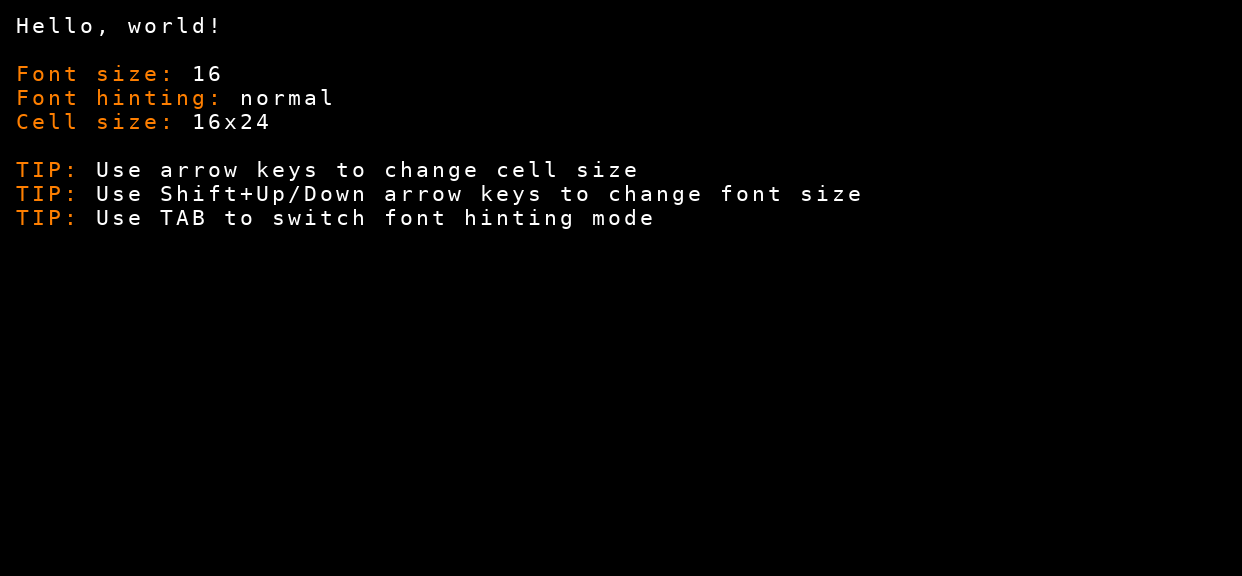 Hello, world!
Font size: 16
Font hinting: normal
Cell size: 16x24
TIP: Use arrow keys to change cell size
TIP: Use Shift+Up/Down arrow keys to change font size
TIP: Use TAB to switch font hinting mode